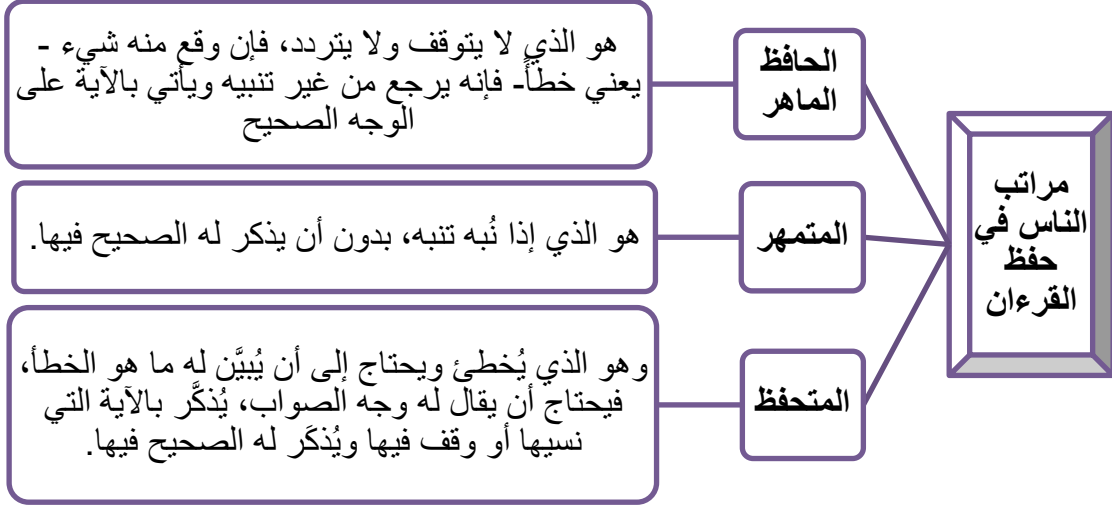 مراتب
الناس في
حفظ
القرءان
الحافظ
الماهر
هو الذي لا يتوقف ولا يتردد، فإن وقع منه شيء -
يعني خطأً- فإنه يرجع من غير تنبيه ويأتي بالآية على
الوجه الصحيح
المتمهر
هو الذي إذا نُبه تنبه، بدون أن يذكر له الصحيح فيها.
المتحفظ
وهو الذي يُخطئ ويحتاج إلى أن يُبيَّن له ما هو الخطأ،
فيحتاج أن يقال له وجه الصواب، يُذكَّر بالآية التي
نسيها أو وقف فيها ويُذكَر له الصحيح فيها.